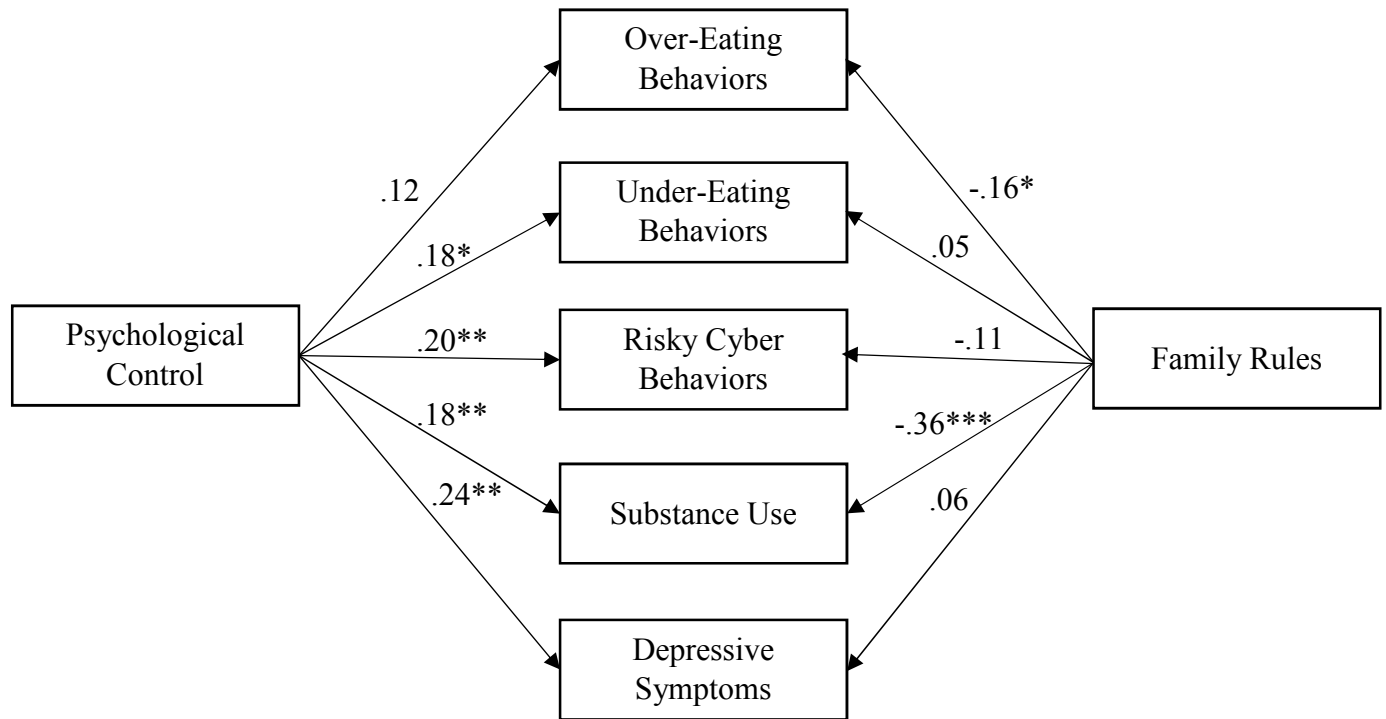 Over-Eating
Behaviors
.12
-.16*
Under-Eating
Behaviors
.18*
.05
Psychological
Control
.20**
Risky Cyber
Behaviors
-.11
Family Rules
.18**
-.36***
Substance Use
.24**
.06
Depressive
Symptoms